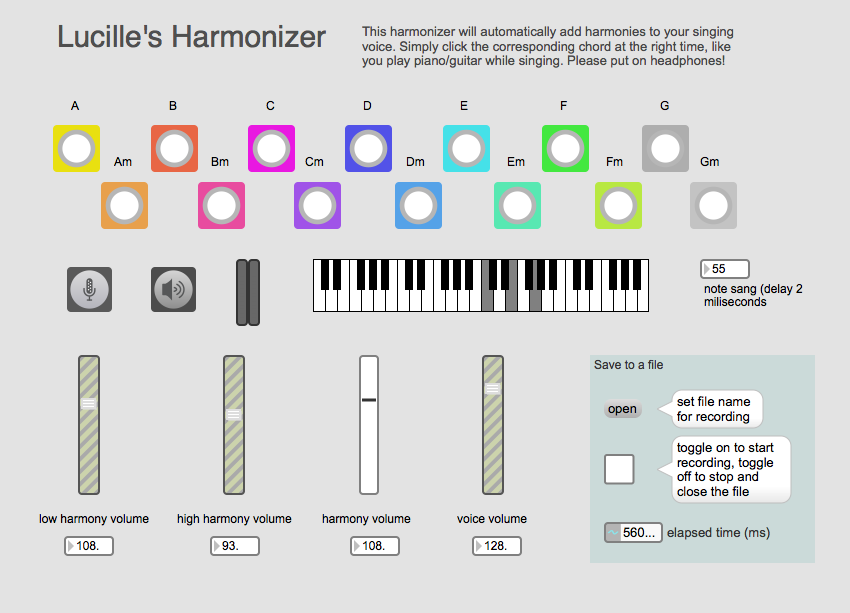 Lucille's Harmonizer
This harmonizer will automatically add harmonies to your singing
voice. Simply click the corresponding chord at the right time, like
you play piano/guitar while singing. Please put on headphones!
A B C D E F G
Am Bm Cm Dm Em Fm Gm
55
note sang (delay 2
miliseconds
Save to a file
open
set file name
for recording
toggle on to start
recording, toggle
off to stop and
close the file
560...
elapsed time (ms)
low harmony volume
high harmony volume
harmony volume
voice volume
108.
93.
108.
128.